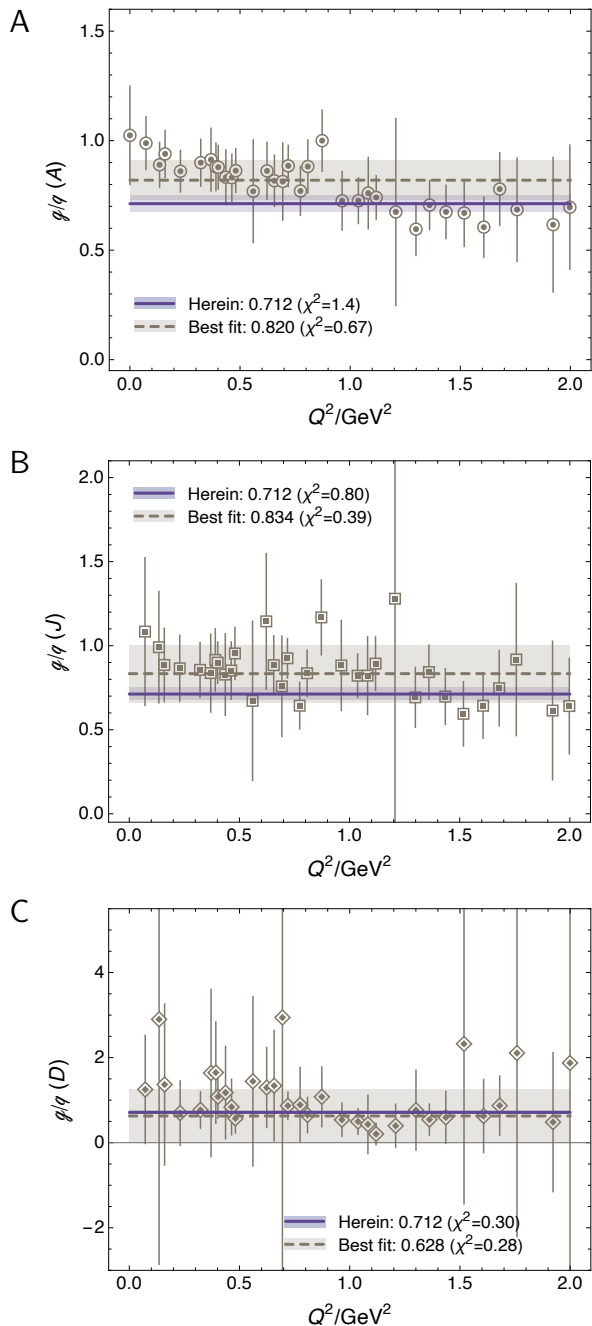 A
1.5
1.0
0.5
0.0
g/q (A)
Herein: 0.712 (χ²=1.4)
Best fit: 0.820 (χ²=0.67)
0.0 0.5 1.0 1.5 2.0
Q²/GeV²
B
2.0
1.5
1.0
0.5
0.0
g/q (J)
Herein: 0.712 (χ²=0.80)
Best fit: 0.834 (χ²=0.39)
0.0 0.5 1.0 1.5 2.0
Q²/GeV²
C
4
2
0
−2
g/q (D)
Herein: 0.712 (χ²=0.30)
Best fit: 0.628 (χ²=0.28)
0.0 0.5 1.0 1.5 2.0
Q²/GeV²